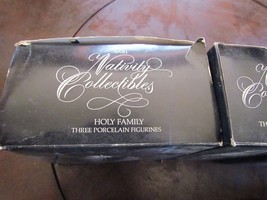 Nativity
Collectibles
HOLY FAMILY
THREE PORCELAIN FIGURINES